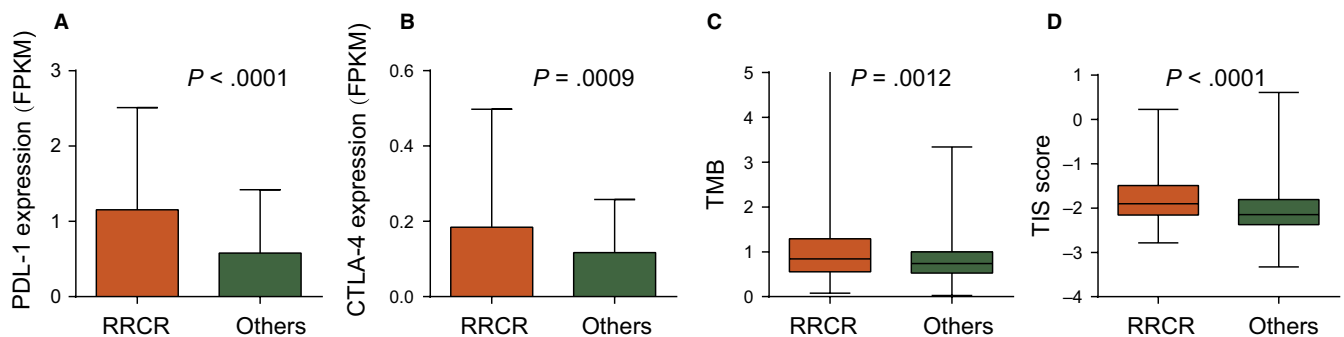 A
PDL-1 expression (FPKM)
P < .0001
3
2
1
0
RRCR Others
B
CTLA-4 expression (FPKM)
P = .0009
0.6
0.4
0.2
0.0
RRCR Others
C
TMB
P = .0012
5
4
3
2
1
0
RRCR Others
D
TIS score
P < .0001
1
0
–1
–2
–3
–4
RRCR Others